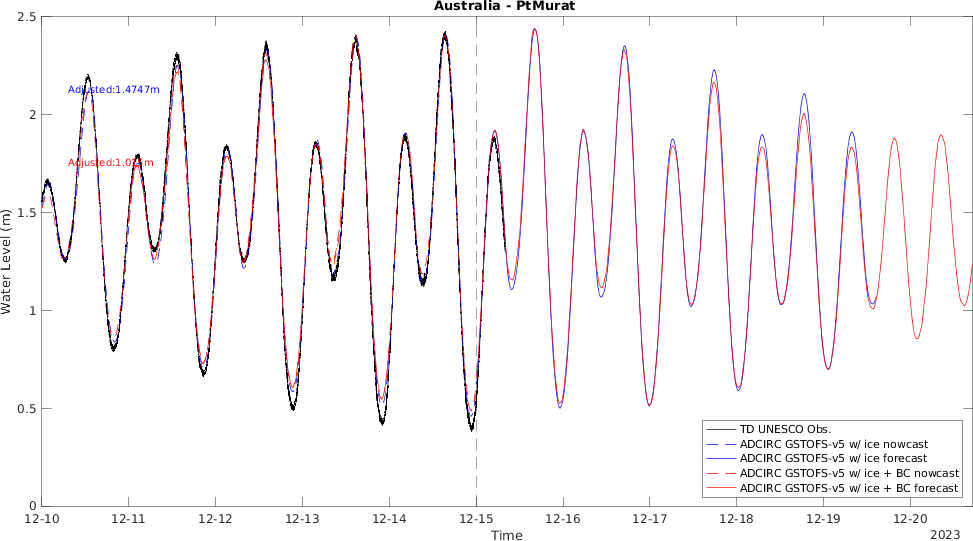 Australia - PtMurat
2.5
2
1.5
1
0.5
0
Water Level (m)
Adjusted:1.4747m
TD UNESCO Obs.
ADCIRC GSTOFS-v5 w/ ice nowcast
ADCIRC GSTOFS-v5 w/ ice forecast
ADCIRC GSTOFS-v5 w/ ice + BC nowcast
ADCIRC GSTOFS-v5 w/ ice + BC forecast
12-10 12-11 12-12 12-13 12-14 12-15 12-16 12-17 12-18 12-19 12-20
Time
2023